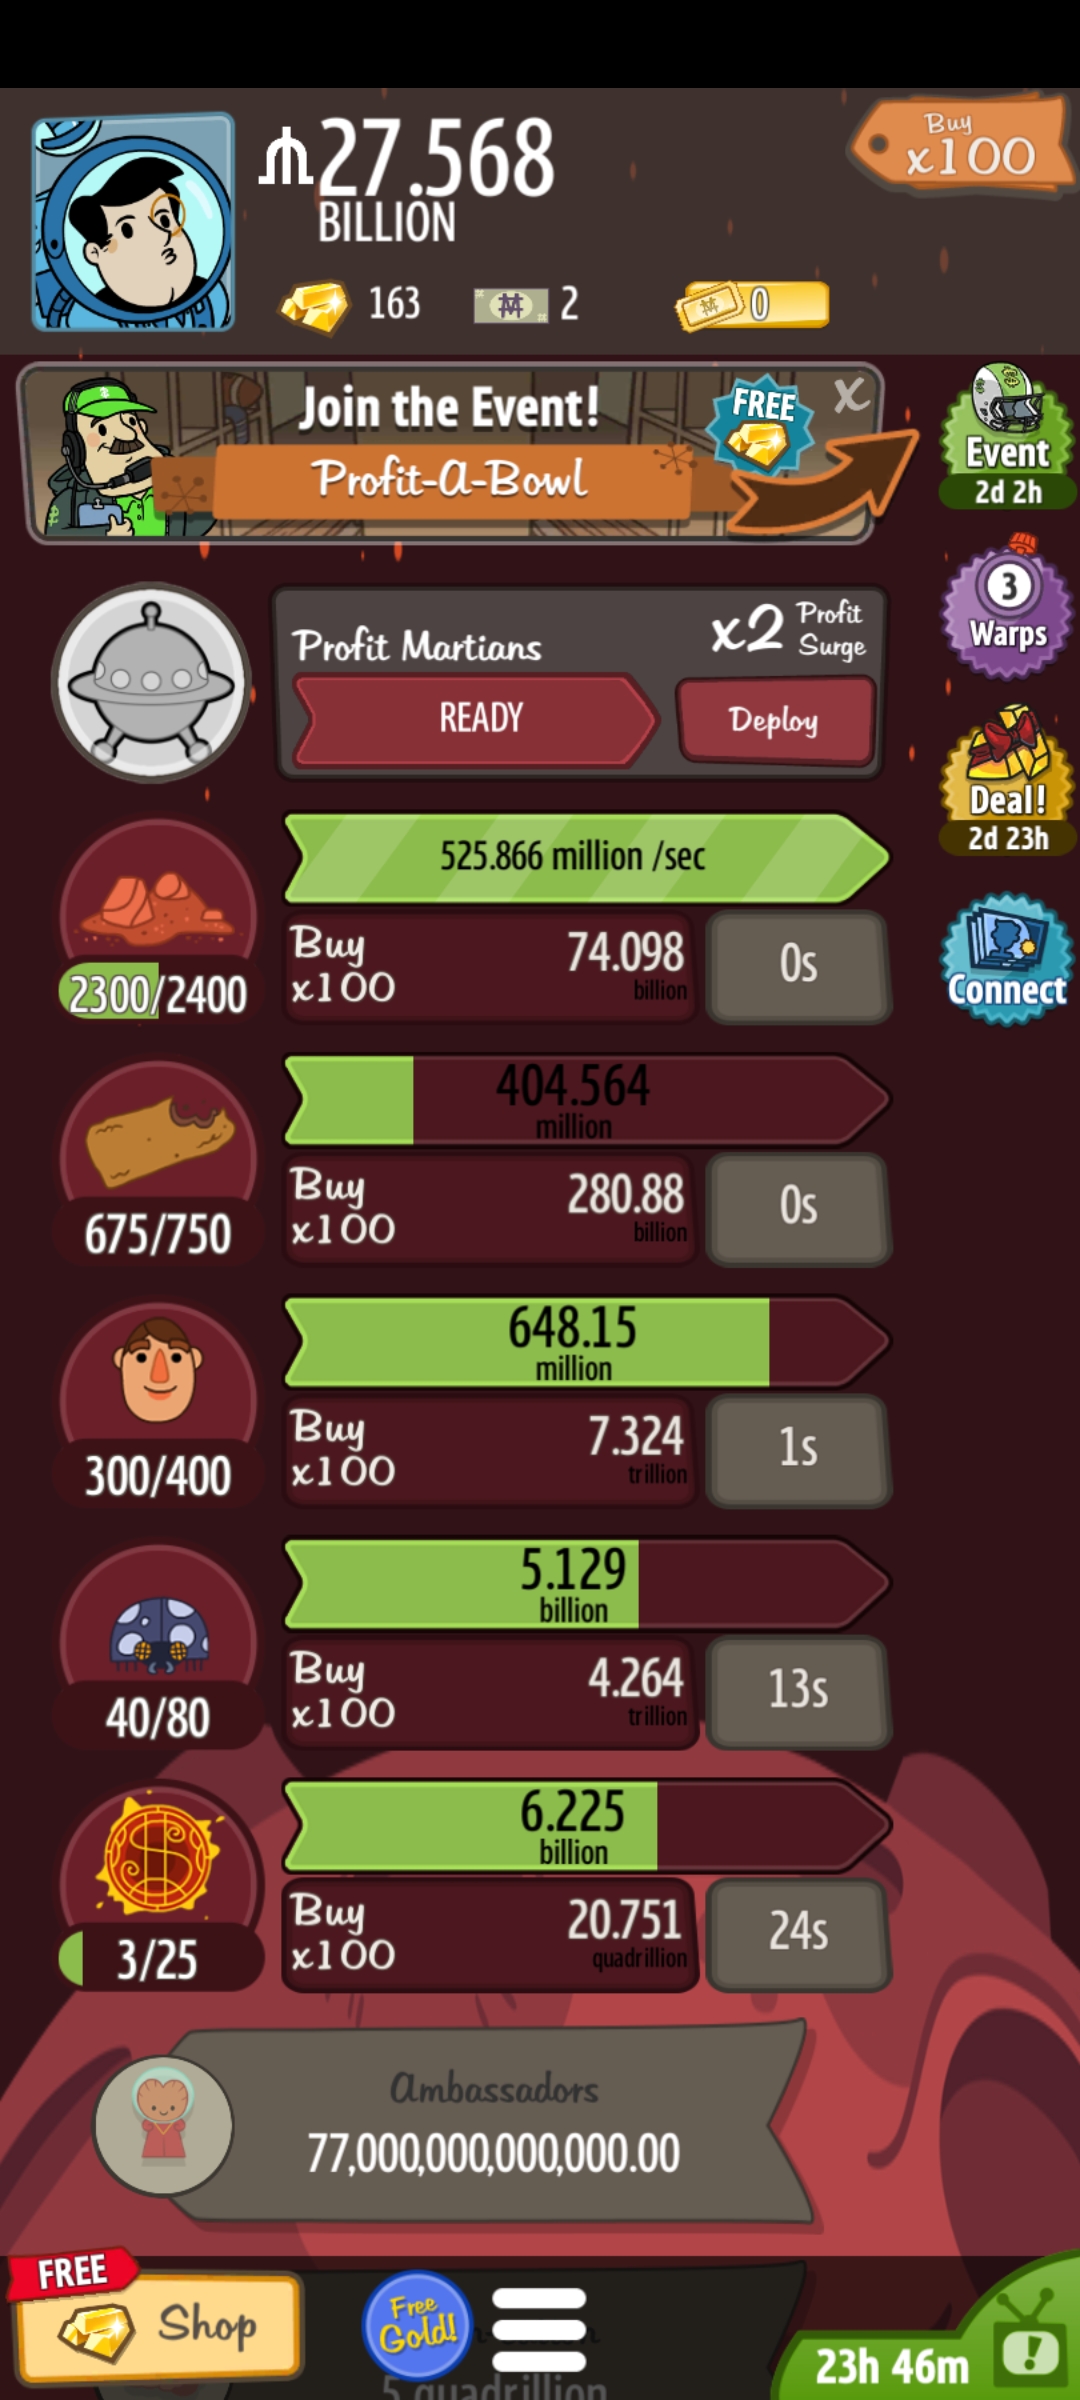 27.568
BILLION
Buy
x100
163
2
0
Join the Event!
FREE
X
Profit-A-Bowl
Event
2d 2h
3
Warps
Profit Martians
x2 Profit
Surge
READY
Deploy
Deal!
2d 23h
525.866 million /sec
Buy
x100
74.098
billion
0s
2300/2400
Connect
404.564
million
Buy
x100
280.88
billion
0s
675/750
648.15
million
Buy
x100
7.324
trillion
1s
300/400
5.129
billion
Buy
x100
4.264
trillion
13s
40/80
6.225
billion
Buy
x100
20.751
quadrillion
24s
3/25
Ambassadors
77,000,000,000,000.00
FREE
Shop
Free
Gold!
23h 46m
5 quadrillion